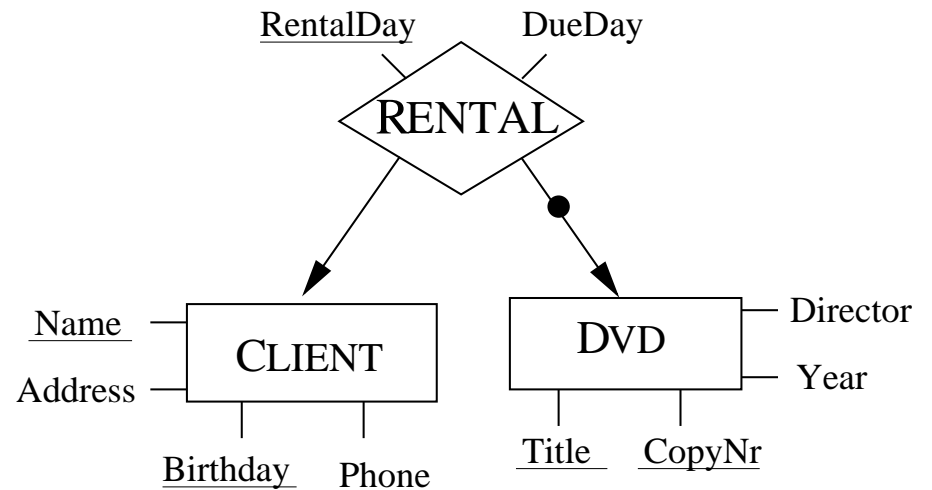 RentalDay DueDay
RENTAL
Name
CLIENT
Address
Birthday Phone
DVD
Director
Year
Title CopyNr